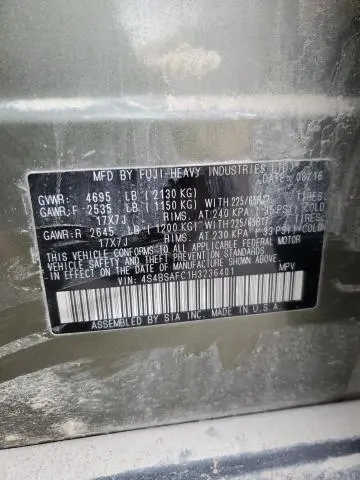 MFD BY FUJI-HEAVY INDUSTRIES LTD. DATE: 08/16
GVWR: 4695 LB (2130 KG)
GAWR:F 2535 LB (1150 KG) WITH 225/65R17 TIRES
17X7J RIMS, AT 240 KPA (35 PSI) COLD
GAWR:R 2645 LB (1200 KG) WITH 225/65R17 TIRES
17X7J RIMS, AT 230 KPA (33 PSI) COLD
THIS VEHICLE CONFORMS TO ALL APPLICABLE
FEDERAL MOTOR VEHICLE SAFETY, BUMPER,
AND THEFT PREVENTION STANDARDS IN EFFECT
ON THE DATE OF MANUFACTURE SHOWN ABOVE.
VIN: 4S4BSAFC1H3236401 MPV
ASSEMBLED BY SIA INC. MADE IN U.S.A.